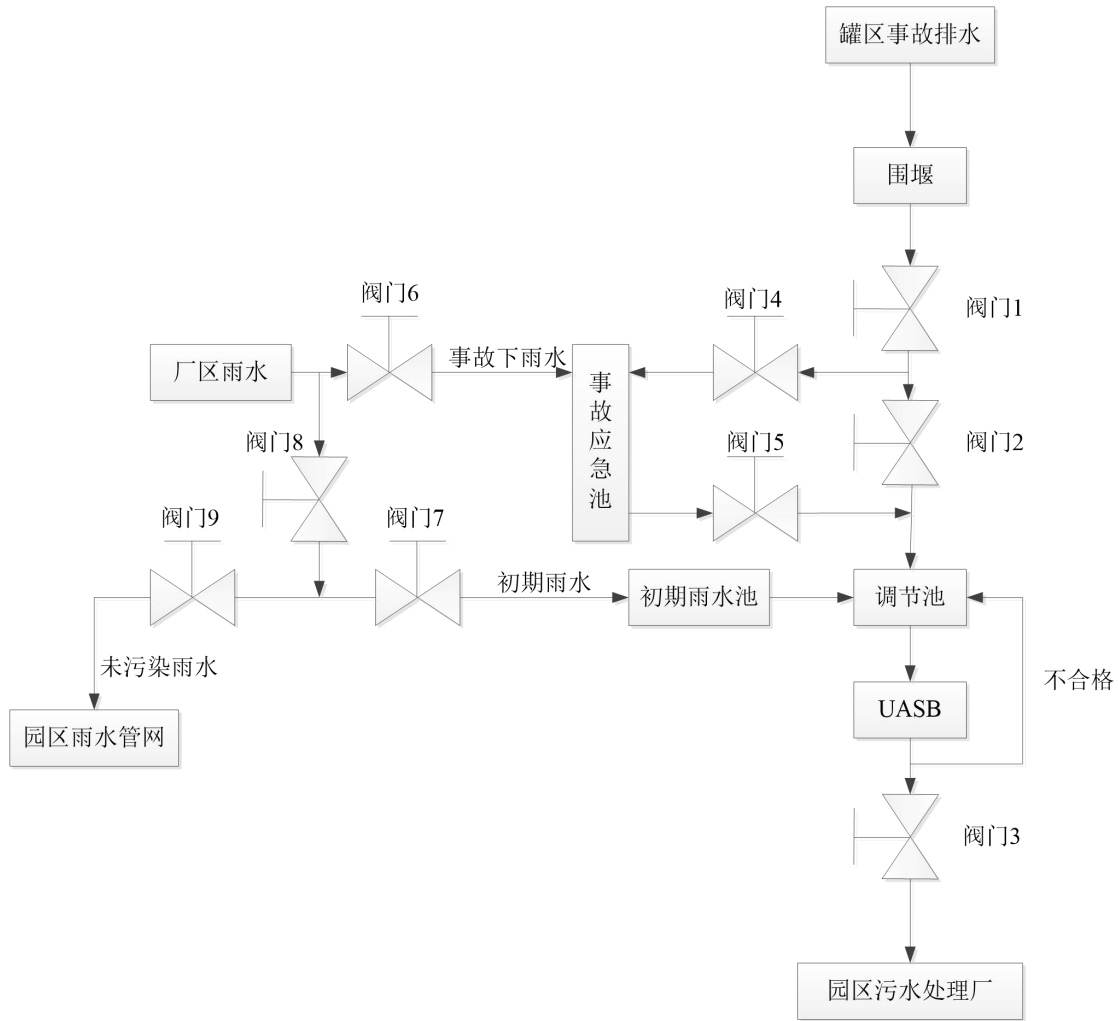 罐区事故排水
围堰
阀门1
阀门6
阀门4
厂区雨水
事故下雨水
事故应急池
阀门8
阀门5
阀门2
阀门9
阀门7
初期雨水
初期雨水池
调节池
未污染雨水
不合格
园区雨水管网
UASB
阀门3
园区污水处理厂